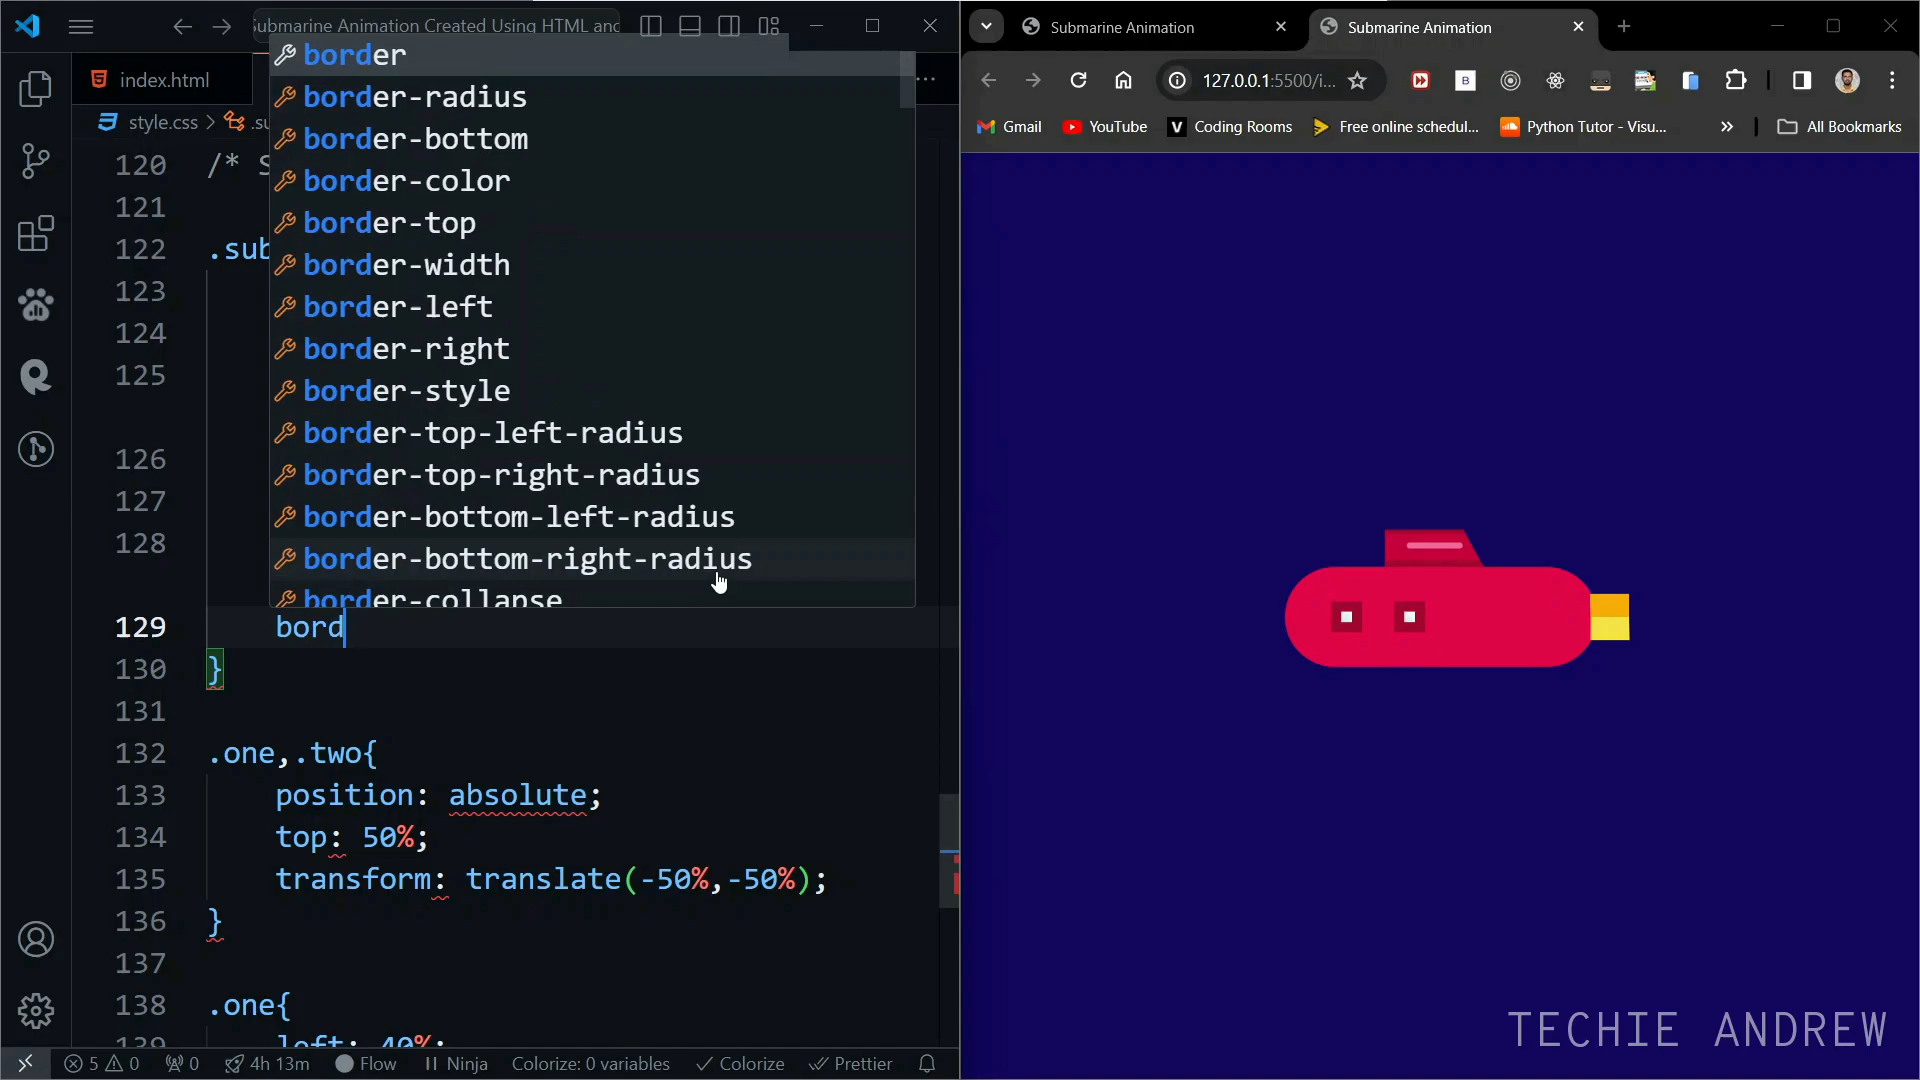 Submarine Animation Created Using HTML and
index.html
style.css > .su
border
border-radius
border-bottom
border-color
border-top
border-width
border-left
border-right
border-style
border-top-left-radius
border-top-right-radius
border-bottom-left-radius
border-bottom-right-radius
border-collapse
120 /* S
121
122 .sub
123
124
125
126
127
128
129 bord
130 }
131
132 .one,.two{
133 position: absolute;
134 top: 50%;
135 transform: translate(-50%,-50%);
136 }
137
138 .one{
139 left: 40%;
5 0 0 4h 13m Flow Ninja Colorize: 0 variables Colorize Prettier
Submarine Animation
Submarine Animation
127.0.0.1:5500/i...
Gmail YouTube Coding Rooms Free online schedul... Python Tutor - Visu... » All Bookmarks
TECHIE ANDREW